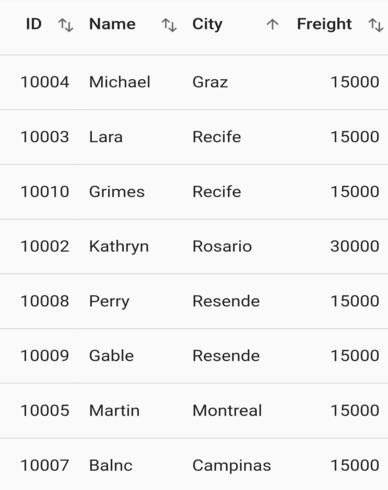 ID Name City Freight
10004 Michael Graz 15000
10003 Lara Recife 15000
10010 Grimes Recife 15000
10002 Kathryn Rosario 30000
10008 Perry Resende 15000
10009 Gable Resende 15000
10005 Martin Montreal 15000
10007 Balnc Campinas 15000